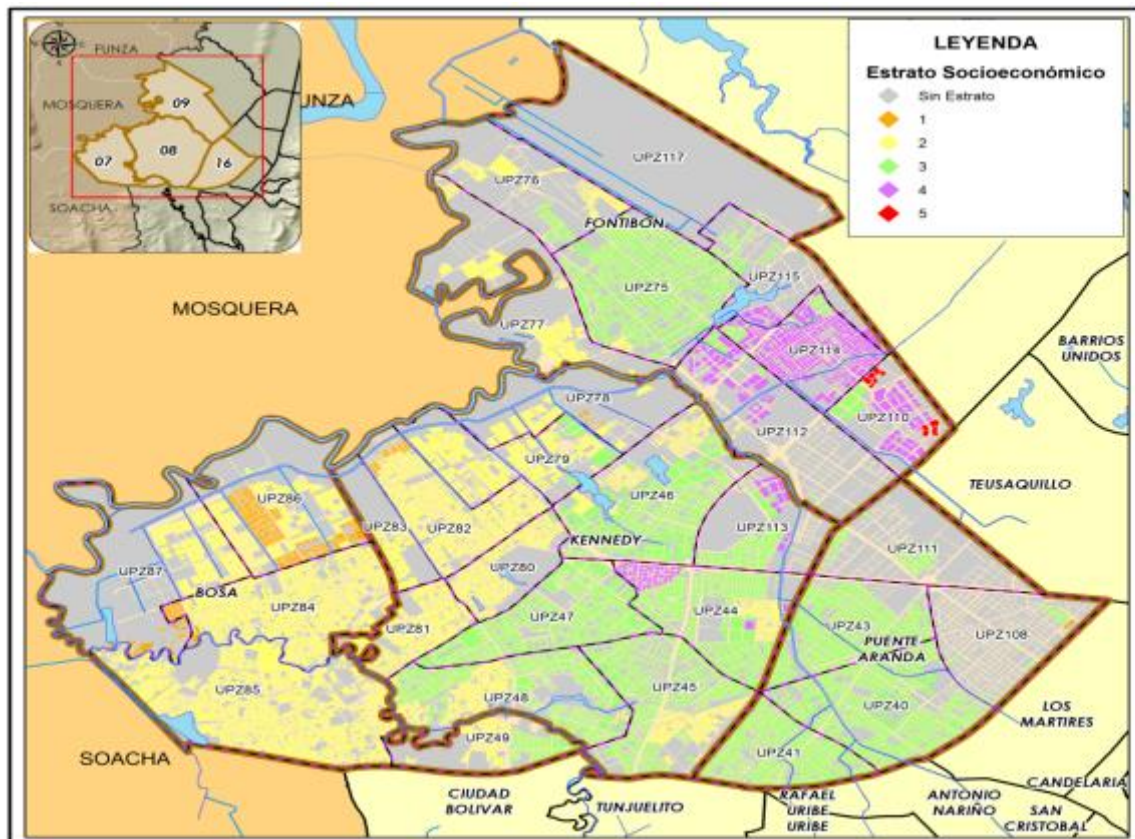 FUNZA
MOSQUERA
09
07
08
16
SOACHA
LEYENDA
Estrato Socioeconómico
Sin Estrato
1
2
3
4
5
UNZA
UPZ117
UPZ76
FONTIBON
UPZ115
UPZ75
MOSQUERA
UPZ77
UPZ114
BARRIOS
UNIDOS
UPZ78
UPZ110
UPZ112
UPZ79
TEUSAQUILLO
UPZ86
UPZ46
UPZ83
UPZ82
UPZ113
KENNEDY
UPZ111
UPZ87
UPZ80
BOSA
UPZ84
UPZ47
UPZ44
UPZ81
UPZ43
UPZ108
PUENTE
ARANDA
UPZ85
UPZ45
UPZ48
UPZ40
LOS
MARTIRES
UPZ49
UPZ41
SOACHA
CIUDAD
BOLIVAR
TUNJUELITO
RAFAEL
URIBE
URIBE
ANTONIO
NARIÑO
CANDELARIA
SAN
CRISTOBAL